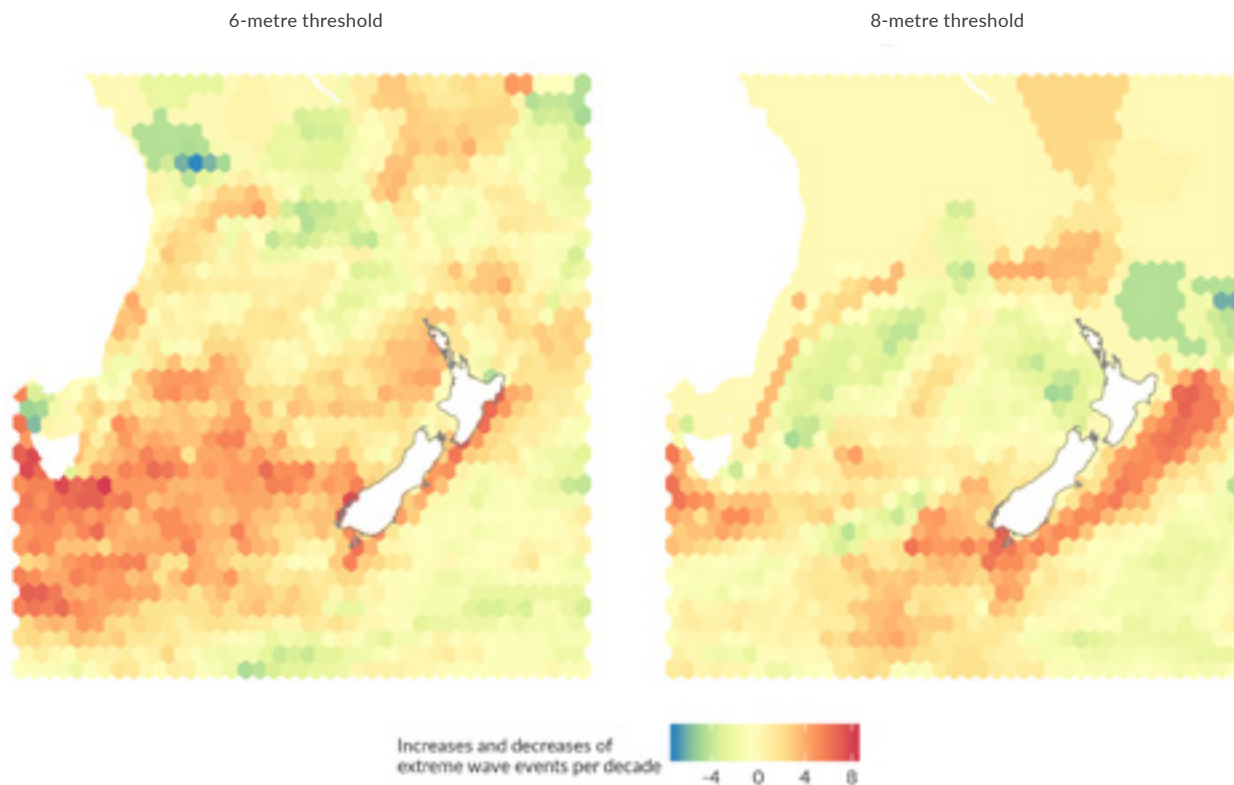 6-metre threshold
8-metre threshold
Increases and decreases of
extreme wave events per decade
-4 0 4 8